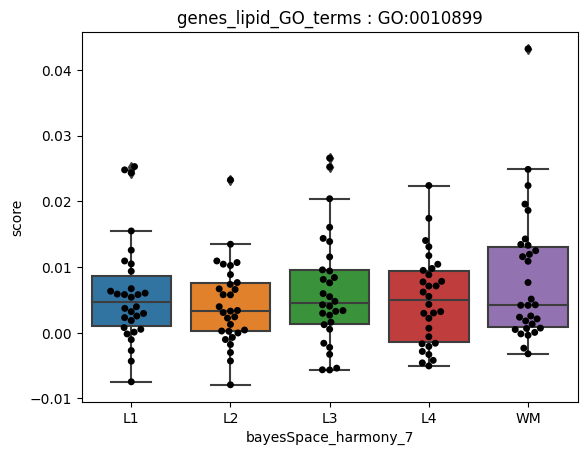 genes_lipid_GO_terms : GO:0010899
score
0.04
0.03
0.02
0.01
0.00
−0.01
L1 L2 L3 L4 WM
bayesSpace_harmony_7